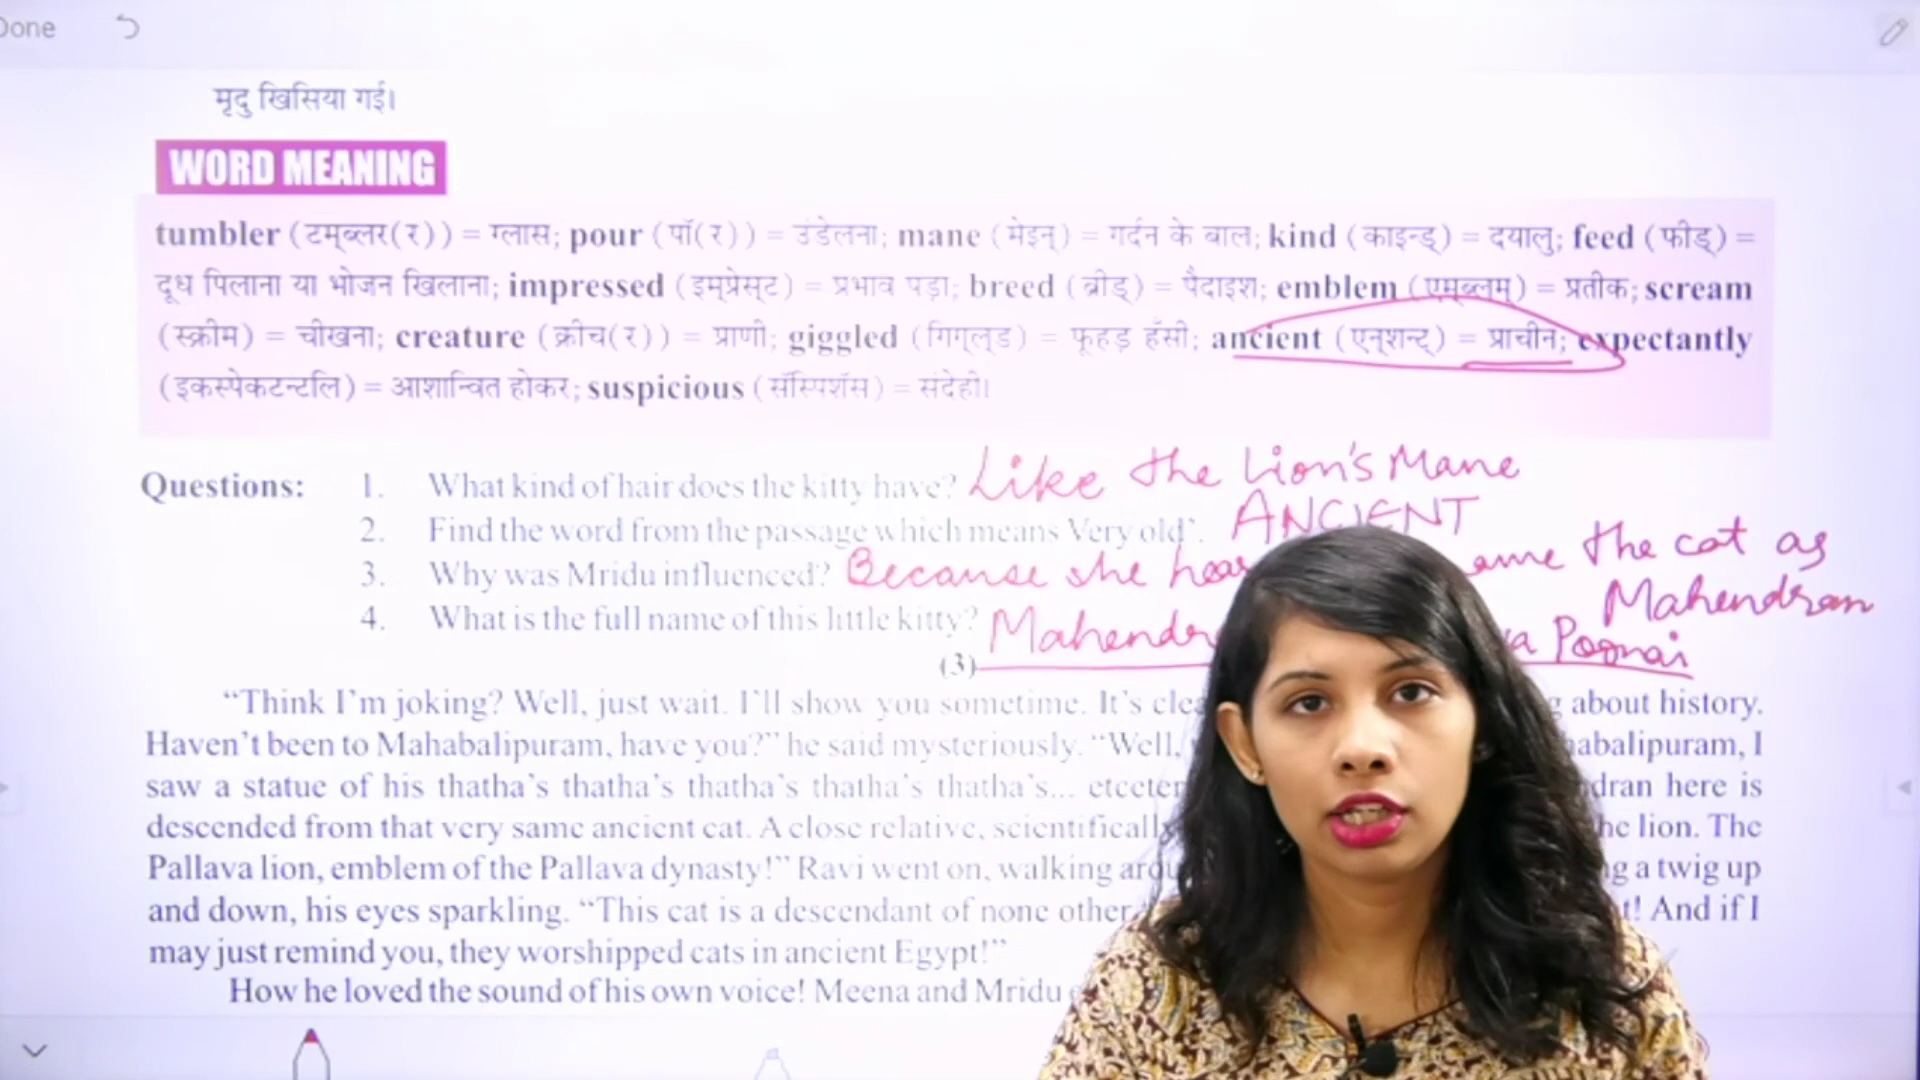 Done
मृदु खिसिया गई।
WORD MEANING
tumbler (टम्ब्लर(र)) = ग्लास; pour (पॉ(र)) = उंडेलना; mane (मेइन्) = गर्दन के बाल; kind (काइन्ड्) = दयालु; feed (फीड्) =
दूध पिलाना या भोजन खिलाना; impressed (इम्प्रेस्ट) = प्रभाव पड़ा; breed (ब्रीड्) = पैदाइश; emblem (एम्ब्लम्) = प्रतीक; scream
(स्क्रीम) = चीखना; creature (क्रीच(र)) = प्राणी; giggled (गिग्ल्ड) = फूहड़ हँसी; ancient (एन्शन्ट्) = प्राचीन; expectantly
(इकस्पेकटन्टलि) = आशान्वित होकर; suspicious (सॅस्पिशॅस) = संदेही।
Questions: 1. What kind of hair does the kitty have? Like the Lion's Mane
2. Find the word from the passage which means Very old'. ANCIENT
3. Why was Mridu influenced? Because she the cat as
Mahendran
4. What is the full name of this little kitty? Poonai
(3)
“Think I’m joking? Well, just wait. I’ll show you sometime. It’s about history.
Haven’t been to Mahabalipuram, have you?” he said mysteriously. “Well, I
saw a statue of his thatha’s thatha’s thatha’s thatha’s thatha’s... here is
descended from that very same ancient cat. A close relative, lion. The
Pallava lion, emblem of the Pallava dynasty!” Ravi went on, walking a twig up
and down, his eyes sparkling. “This cat is a descendant of none other And if I
may just remind you, they worshipped cats in ancient Egypt!”
How he loved the sound of his own voice! Meena and Mridu